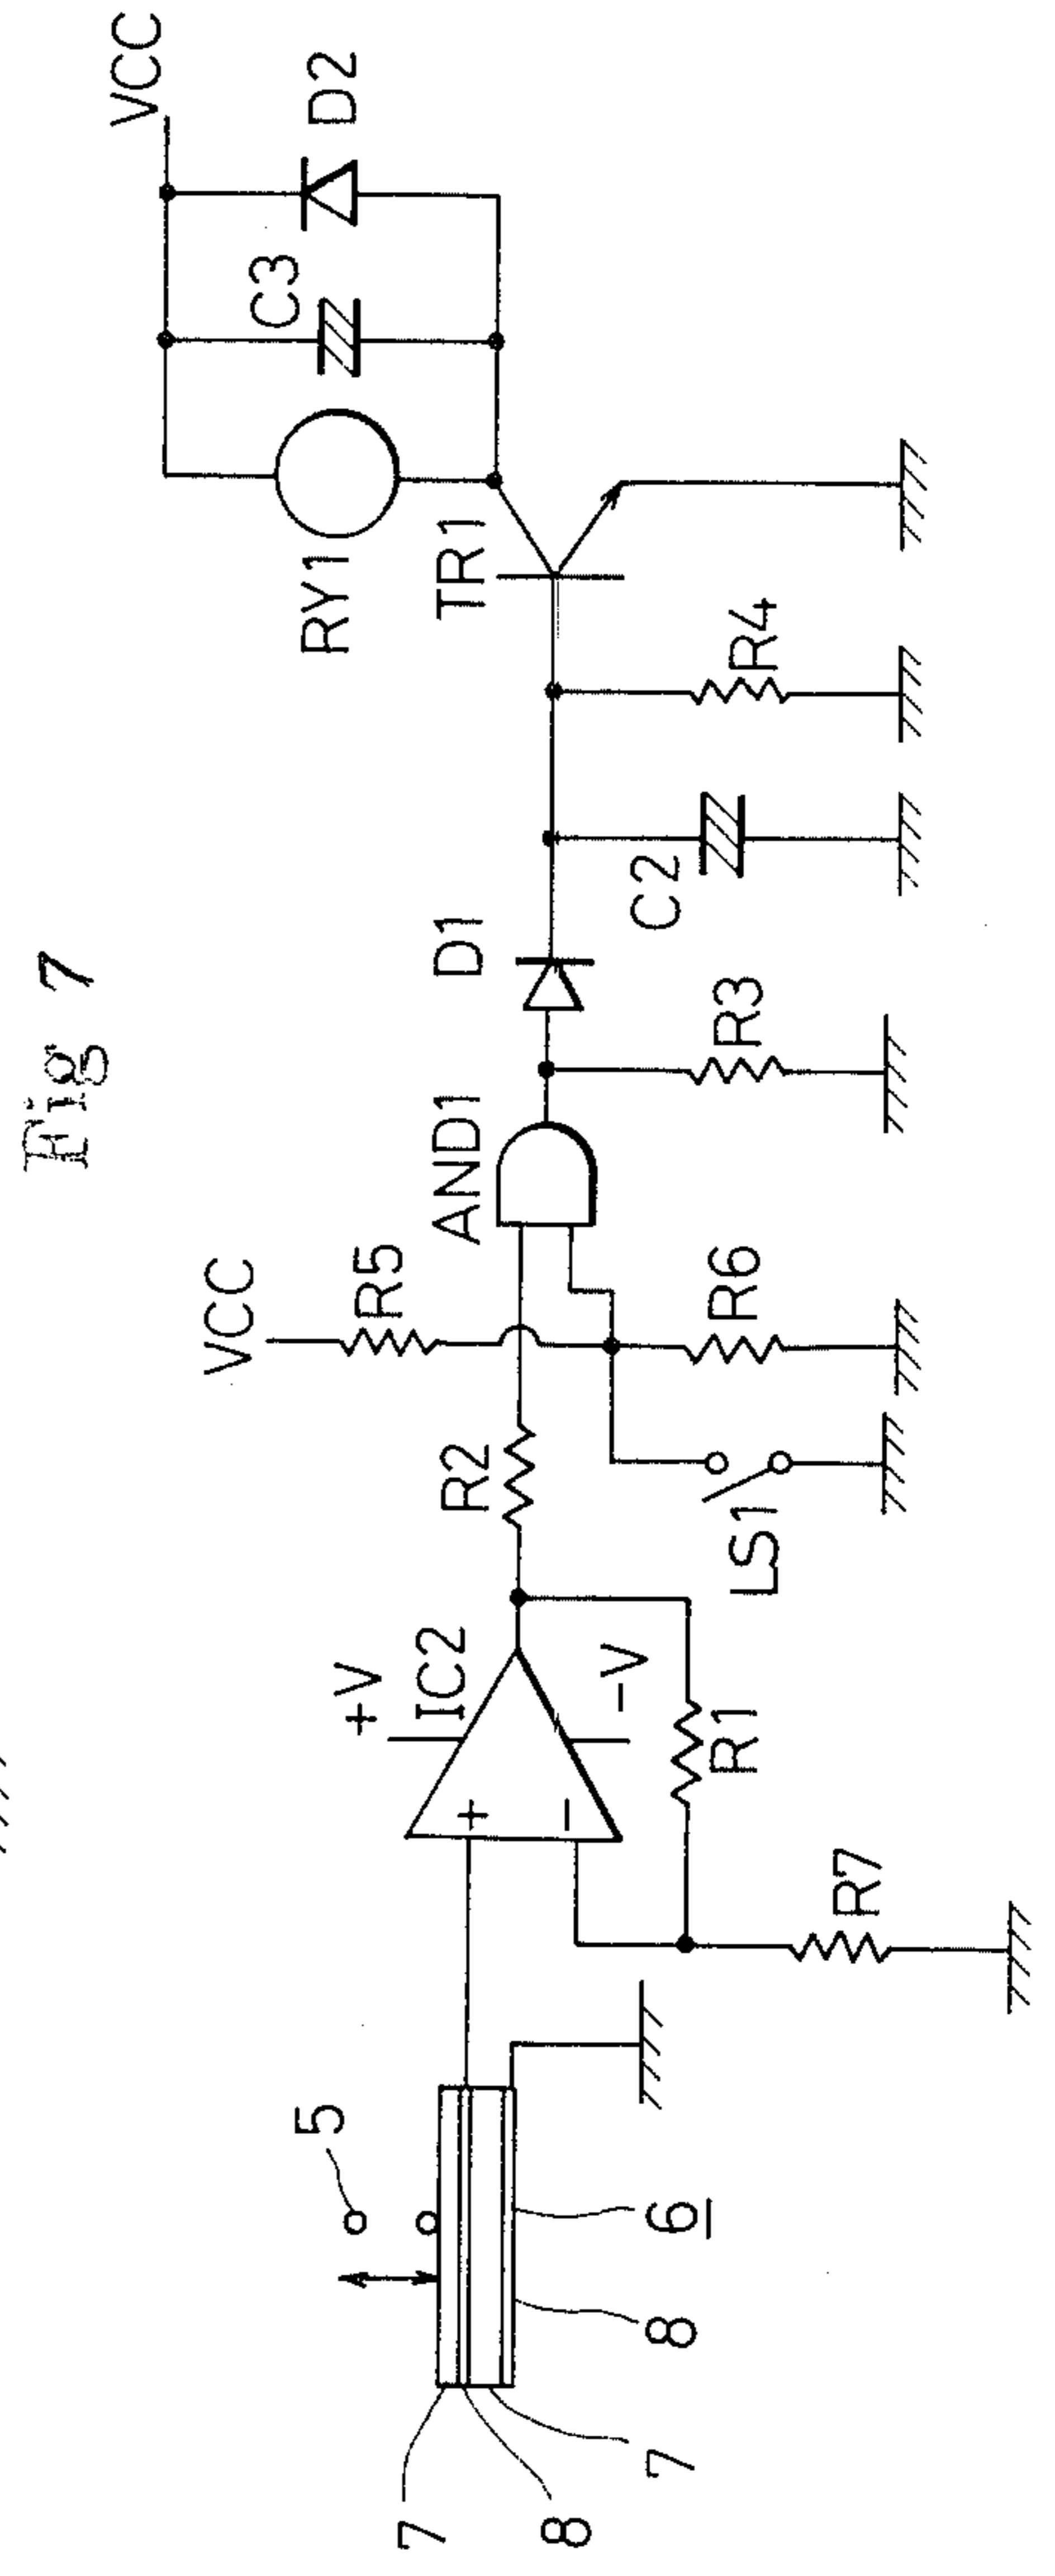 Fig 7
VCC
D2
C3
RY1
TR1
R4
C2
D1
R3
AND1
VCC
R5
R6
R2
LS1
+V
IC2
-V
+
-
R1
R7
5
6
8
7
8
7